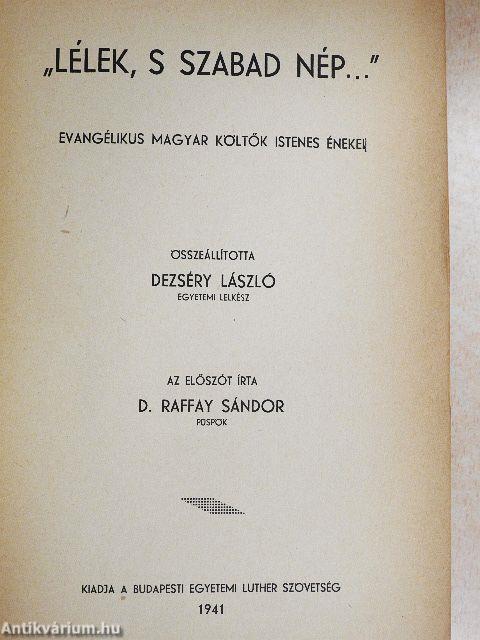 „LÉLEK, S SZABAD NÉP..."
EVANGÉLIKUS MAGYAR KÖLTŐK ISTENES ÉNEKEI
ÖSSZEÁLLÍTOTTA
DEZSÉRY LÁSZLÓ
EGYETEMI LELKÉSZ
AZ ELŐSZÓT ÍRTA
D. RAFFAY SÁNDOR
PÜSPÖK
KIADJA A BUDAPESTI EGYETEMI LUTHER SZÖVETSÉG
1941
Antikvárium.hu